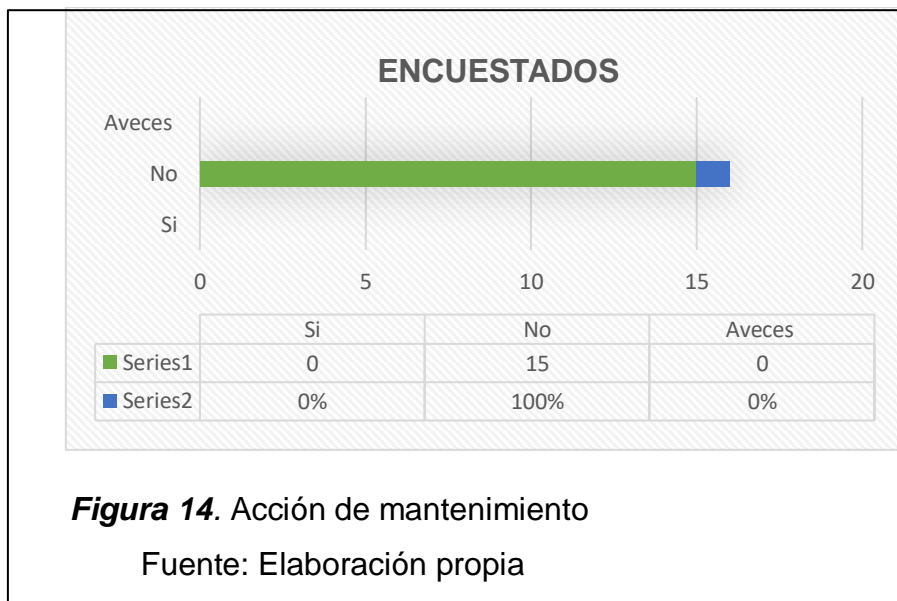 ENCUESTADOS
Aveces
No
Si
0 5 10 15 20
Si No Aveces
Series1 0 15 0
Series2 0% 100% 0%
Figura 14. Acción de mantenimiento
Fuente: Elaboración propia